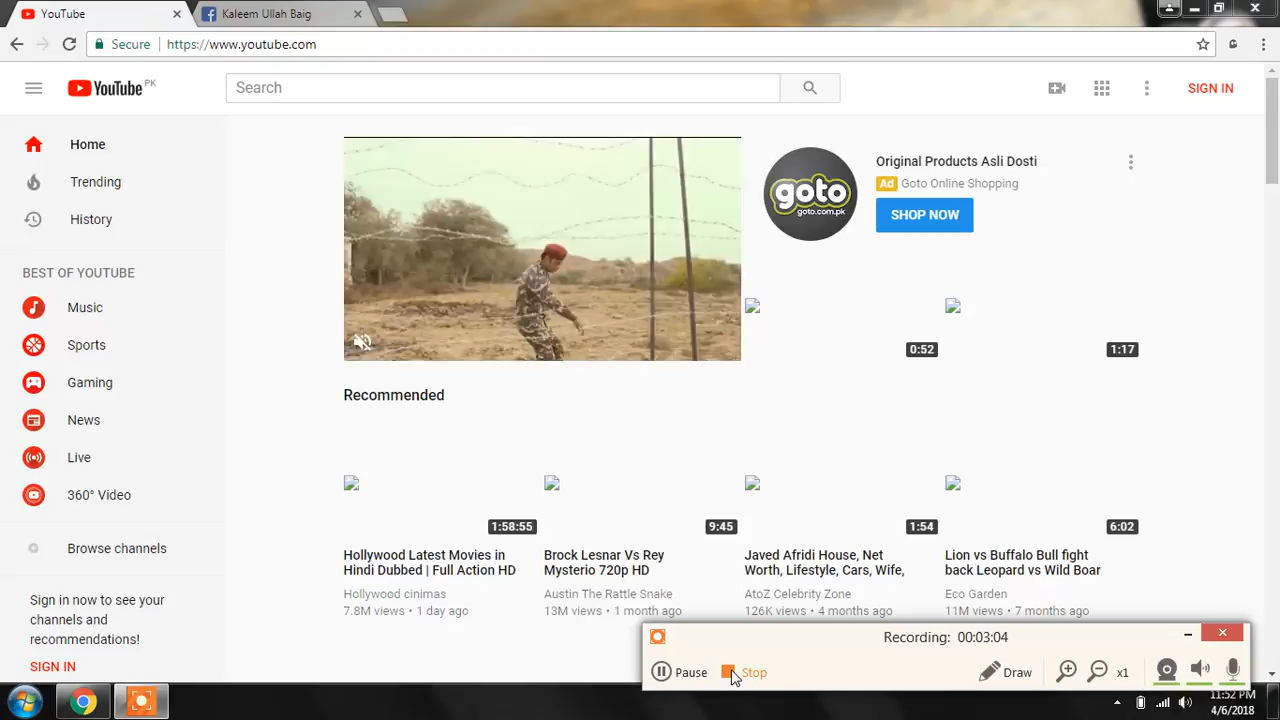 YouTube
Kaleem Ullah Baig
Secure
https://www.youtube.com
YouTube PK
Search
SIGN IN
Home
Trending
History
BEST OF YOUTUBE
Music
Sports
Gaming
News
Live
360° Video
Browse channels
Sign in now to see your
channels and
recommendations!
SIGN IN
goto
goto.com.pk
Original Products Asli Dosti
Ad Goto Online Shopping
SHOP NOW
0:52
1:17
Recommended
1:58:55
9:45
1:54
6:02
Hollywood Latest Movies in
Hindi Dubbed | Full Action HD
Hollywood cinimas
7.8M views • 1 day ago
Brock Lesnar Vs Rey
Mysterio 720p HD
Austin The Rattle Snake
13M views • 1 month ago
Javed Afridi House, Net
Worth, Lifestyle, Cars, Wife,
AtoZ Celebrity Zone
126K views • 4 months ago
Lion vs Buffalo Bull fight
back Leopard vs Wild Boar
Eco Garden
11M views • 7 months ago
Recording: 00:03:04
Pause
Stop
Draw
x1
11:52 PM
4/6/2018